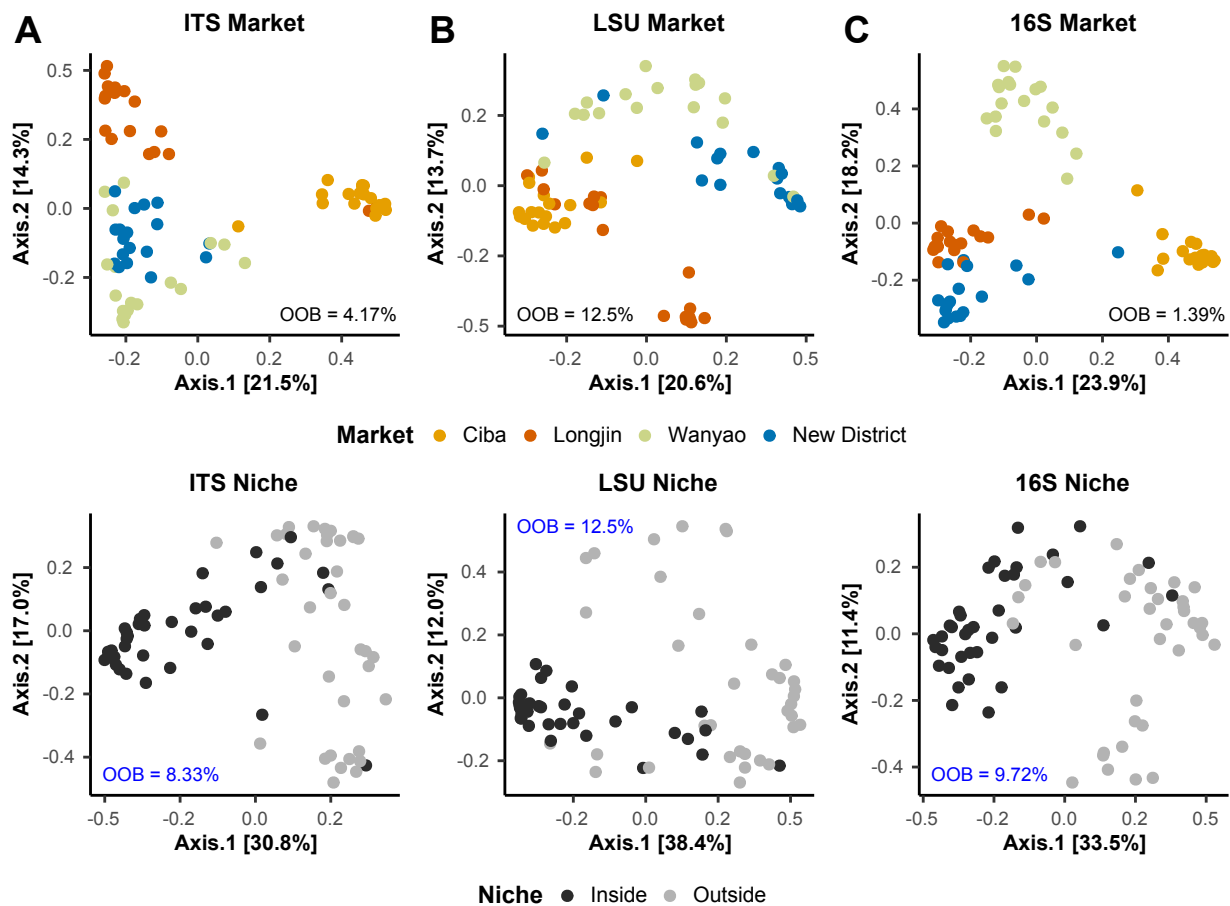 A
ITS Market
B
LSU Market
C
16S Market
Axis.2 [14.3%]
0.5
0.2
0.0
-0.2
OOB = 4.17%
-0.2
0.0
0.2
0.4
Axis.1 [21.5%]
Axis.2 [13.7%]
0.2
0.0
-0.2
-0.5
OOB = 12.5%
-0.2
0.0
0.2
0.5
Axis.1 [20.6%]
Axis.2 [18.2%]
0.4
0.2
0.0
-0.2
OOB = 1.39%
-0.2
0.0
0.2
0.4
Axis.1 [23.9%]
Market Ciba Longjin Wanyao New District
ITS Niche
LSU Niche
16S Niche
Axis.2 [17.0%]
0.2
0.0
-0.2
-0.4
OOB = 8.33%
-0.5
-0.2
0.0
0.2
Axis.1 [30.8%]
Axis.2 [12.0%]
OOB = 12.5%
0.4
0.2
0.0
-0.2
-0.2
0.0
0.2
0.5
Axis.1 [38.4%]
Axis.2 [11.4%]
0.2
0.0
-0.2
-0.4
OOB = 9.72%
-0.5
-0.2
0.0
0.2
0.5
Axis.1 [33.5%]
Niche Inside Outside